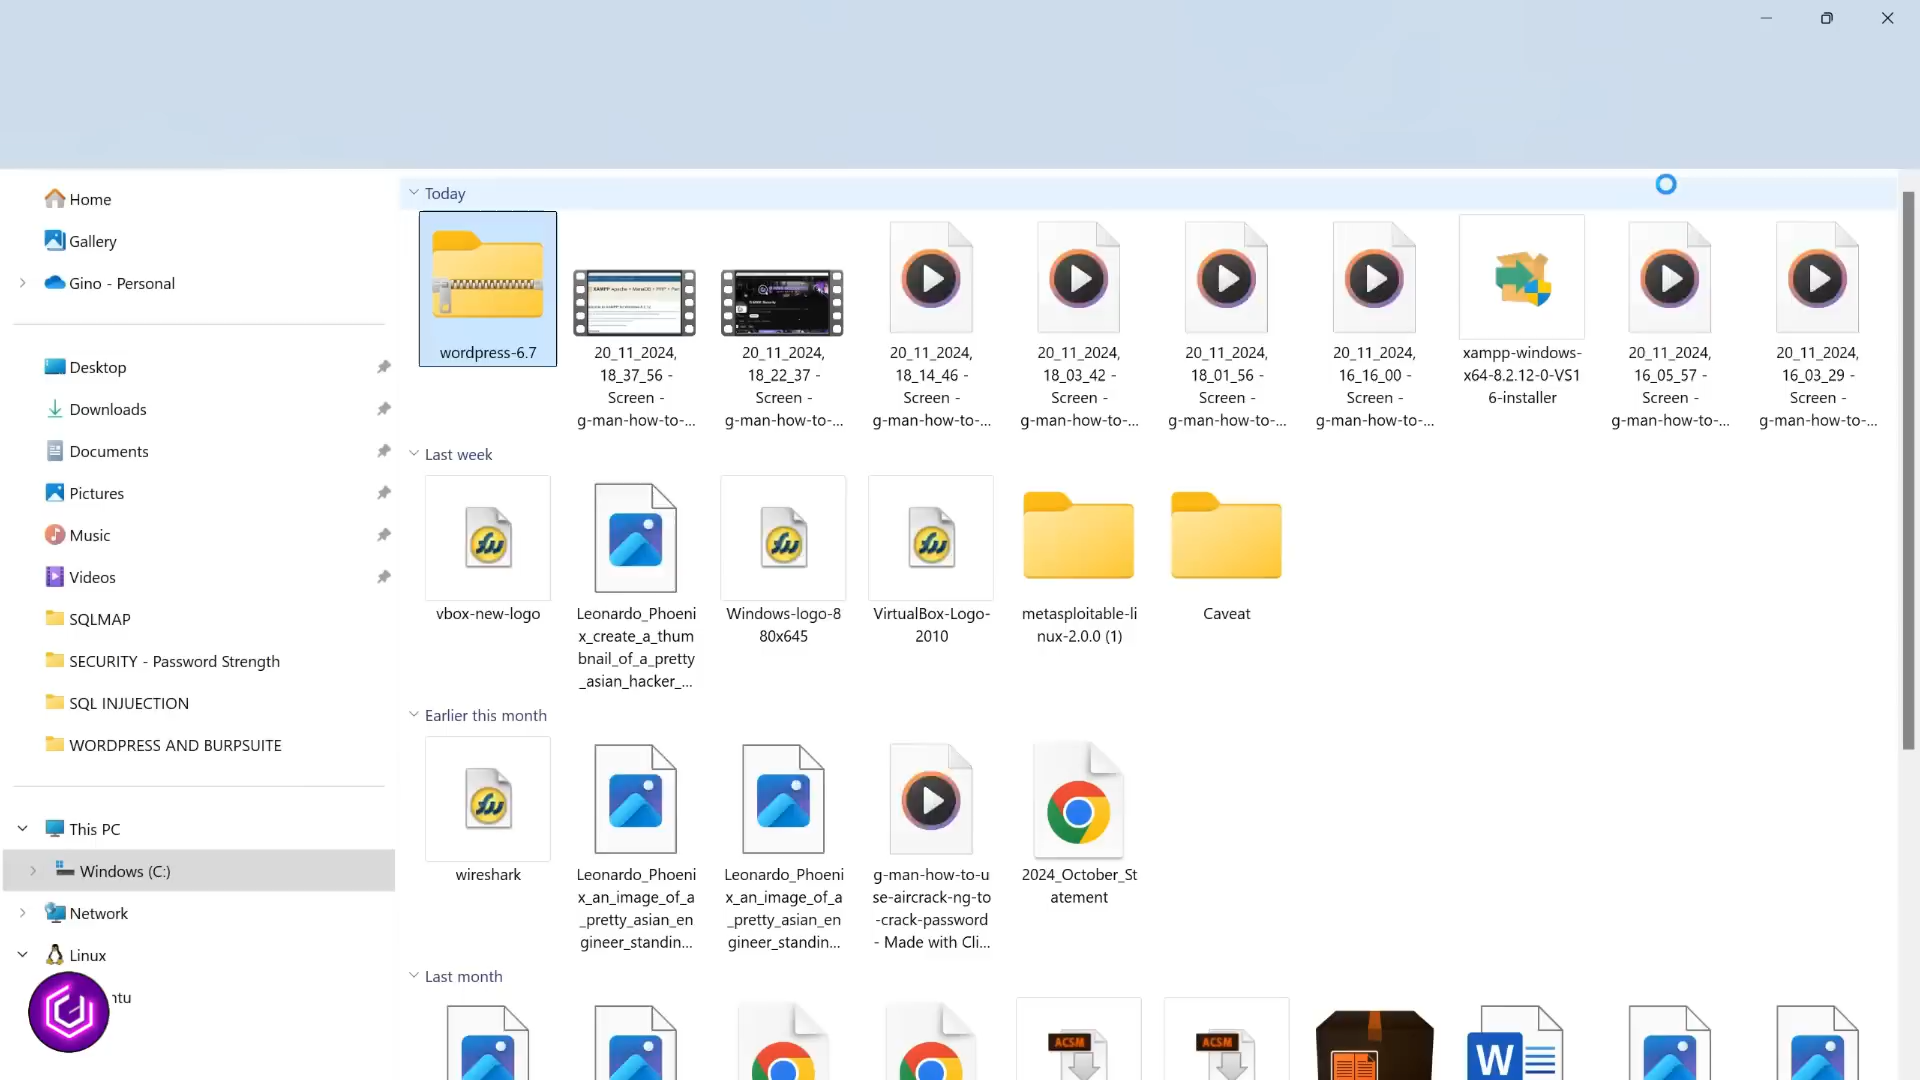 Home
Gallery
Gino - Personal
Desktop
Downloads
Documents
Pictures
Music
Videos
SQLMAP
SECURITY - Password Strength
SQL INJUECTION
WORDPRESS AND BURPSUITE
This PC
Windows (C:)
Network
Linux
ntu
Today
wordpress-6.7
20_11_2024,
18_37_56 -
Screen -
g-man-how-to-...
20_11_2024,
18_22_37 -
Screen -
g-man-how-to-...
20_11_2024,
18_14_46 -
Screen -
g-man-how-to-...
20_11_2024,
18_03_42 -
Screen -
g-man-how-to-...
20_11_2024,
18_01_56 -
Screen -
g-man-how-to-...
20_11_2024,
16_16_00 -
Screen -
g-man-how-to-...
xampp-windows-
x64-8.2.12-0-VS1
6-installer
20_11_2024,
16_05_57 -
Screen -
g-man-how-to-...
20_11_2024,
16_03_29 -
Screen -
g-man-how-to-...
Last week
vbox-new-logo
Leonardo_Phoeni
x_create_a_thum
bnail_of_a_pretty
_asian_hacker_...
Windows-logo-8
80x645
VirtualBox-Logo-
2010
metasploitable-li
nux-2.0.0 (1)
Caveat
Earlier this month
wireshark
Leonardo_Phoeni
x_an_image_of_a
_pretty_asian_en
gineer_standin...
Leonardo_Phoeni
x_an_image_of_a
_pretty_asian_en
gineer_standin...
g-man-how-to-u
se-aircrack-ng-to
-crack-password
- Made with Cli...
2024_October_St
atement
Last month
ACSM
ACSM
W